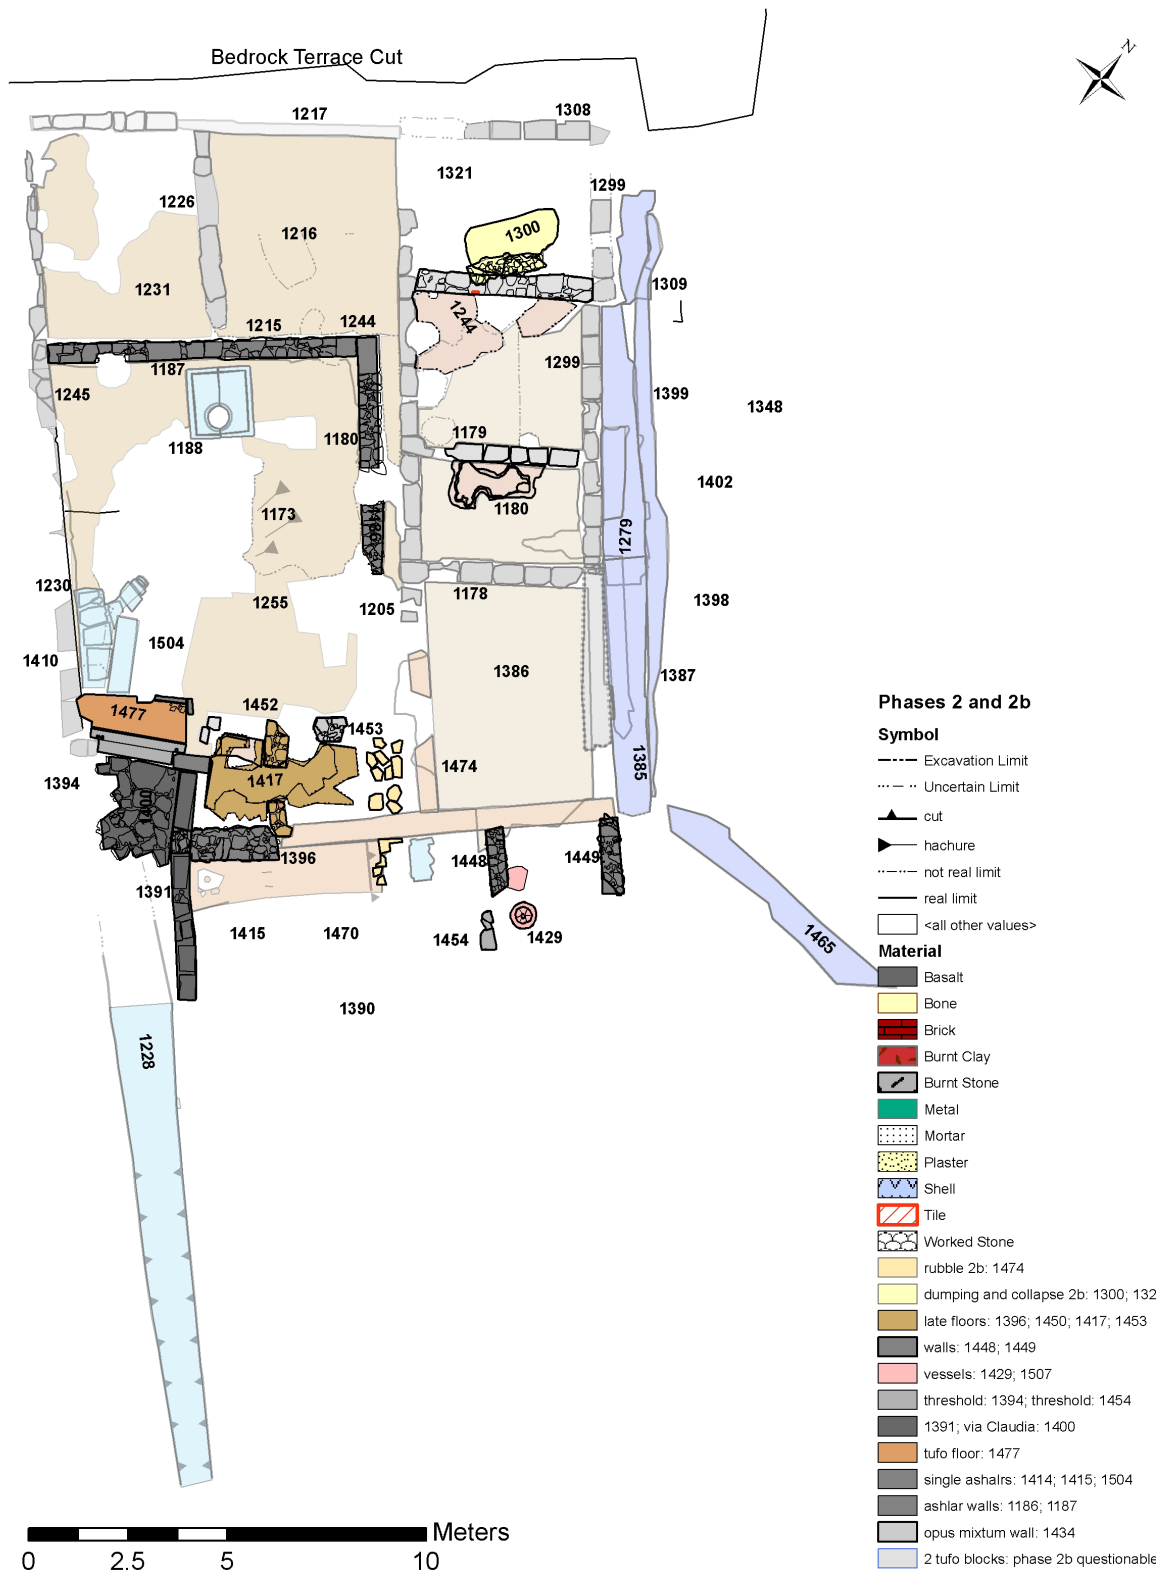 Bedrock Terrace Cut
N
1217
1308
1321
1299
1226
1216
1300
1231
1309
1215
1244
1244
1187
1299
1245
1399
1348
1188
1180
1179
1402
1180
1173
1186
1279
1230
1255
1205
1178
1398
1504
1410
1386
1387
1477
1452
1453
1394
1417
1474
1385
1400
1396
1448
1449
1391
1415
1470
1454
1429
1465
1390
1228
Phases 2 and 2b
Symbol
Excavation Limit
Uncertain Limit
cut
hachure
not real limit
real limit
<all other values>
Material
Basalt
Bone
Brick
Burnt Clay
Burnt Stone
Metal
Mortar
Plaster
Shell
Tile
Worked Stone
rubble 2b: 1474
dumping and collapse 2b: 1300; 132
late floors: 1396; 1450; 1417; 1453
walls: 1448; 1449
vessels: 1429; 1507
threshold: 1394; threshold: 1454
1391; via Claudia: 1400
tufo floor: 1477
single ashalrs: 1414; 1415; 1504
ashlar walls: 1186; 1187
opus mixtum wall: 1434
2 tufo blocks: phase 2b questionable
Meters
0 2.5 5 10